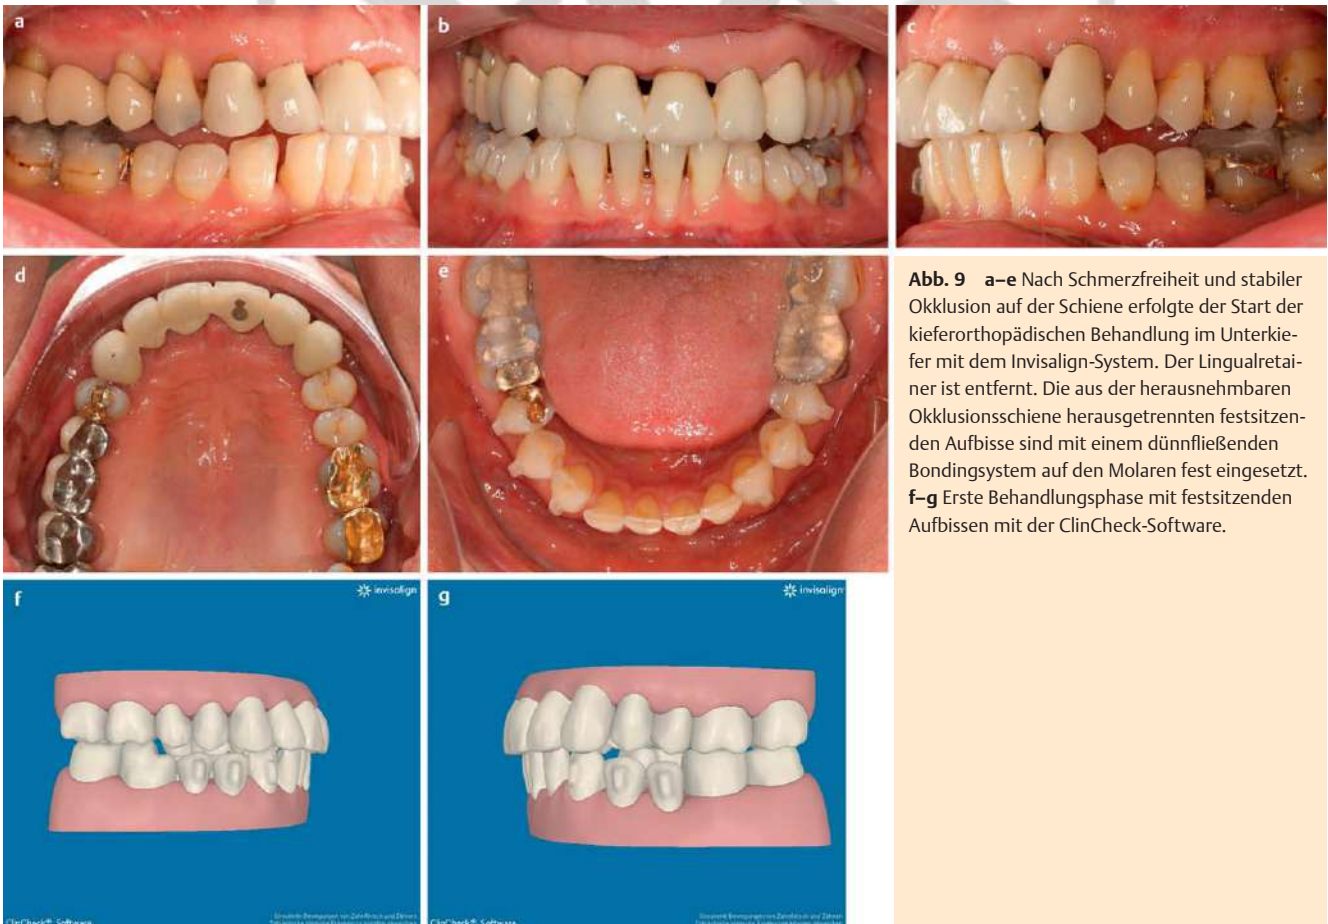 a
b
c
d
e
Abb. 9 a–e Nach Schmerzfreiheit und stabiler
Okklusion auf der Schiene erfolgte der Start der
kieferorthopädischen Behandlung im Unterkie-
fer mit dem Invisalign-System. Der Lingualretai-
ner ist entfernt. Die aus der herausnehmbaren
Okklusionsschiene herausgetrennten festsitzen-
den Aufbisse sind mit einem dünnfließenden
Bondingsystem auf den Molaren fest eingesetzt.
f–g Erste Behandlungsphase mit festsitzenden
Aufbissen mit der ClinCheck-Software.
f
invisalign
g
invisalign
ClinCheck® Software
ClinCheck® Software